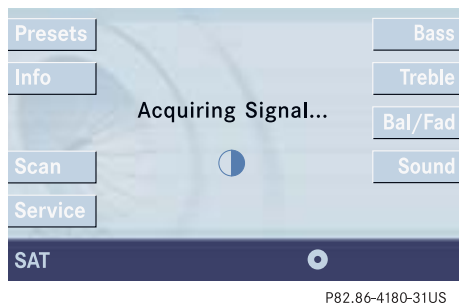 Presets
Bass
Info
Treble
Acquiring Signal...
Bal/Fad
Scan
Sound
Service
SAT
P82.86-4180-31US